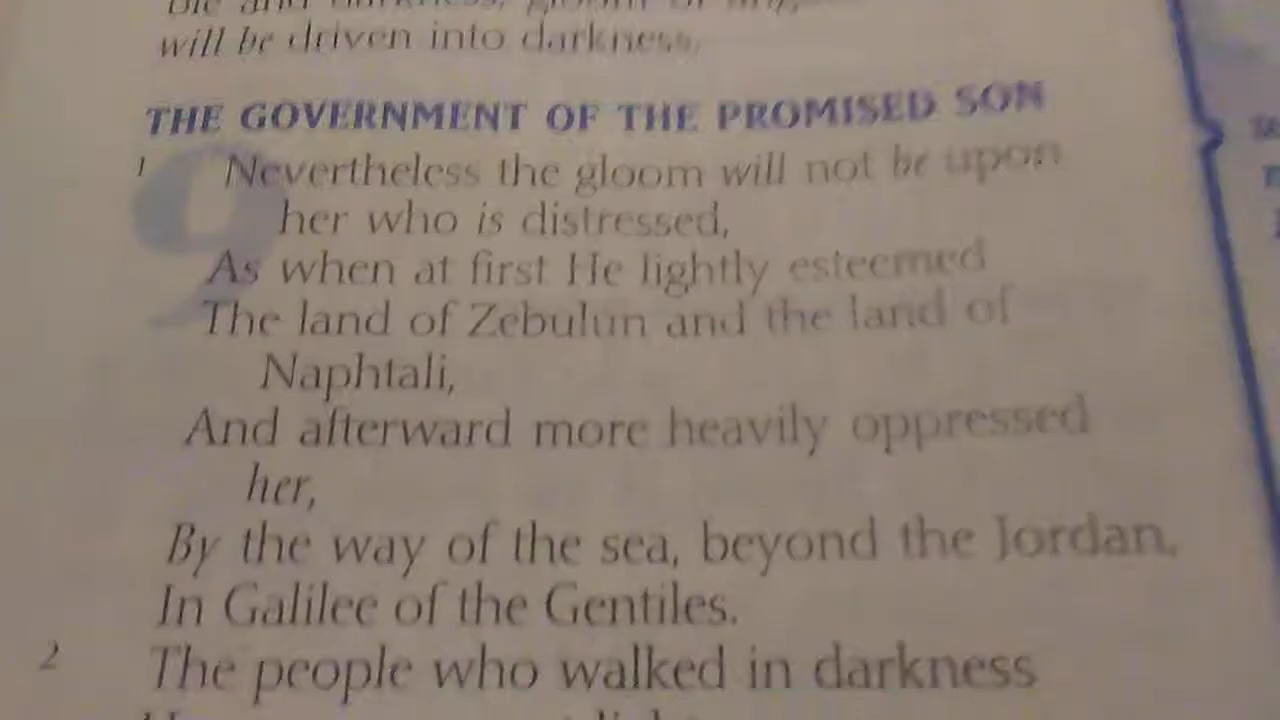 will be driven into darkness.
THE GOVERNMENT OF THE PROMISED SON
9
1 Nevertheless the gloom will not be upon
her who is distressed,
As when at first He lightly esteemed
The land of Zebulun and the land of
Naphtali,
And afterward more heavily oppressed
her,
By the way of the sea, beyond the Jordan,
In Galilee of the Gentiles.
2 The people who walked in darkness